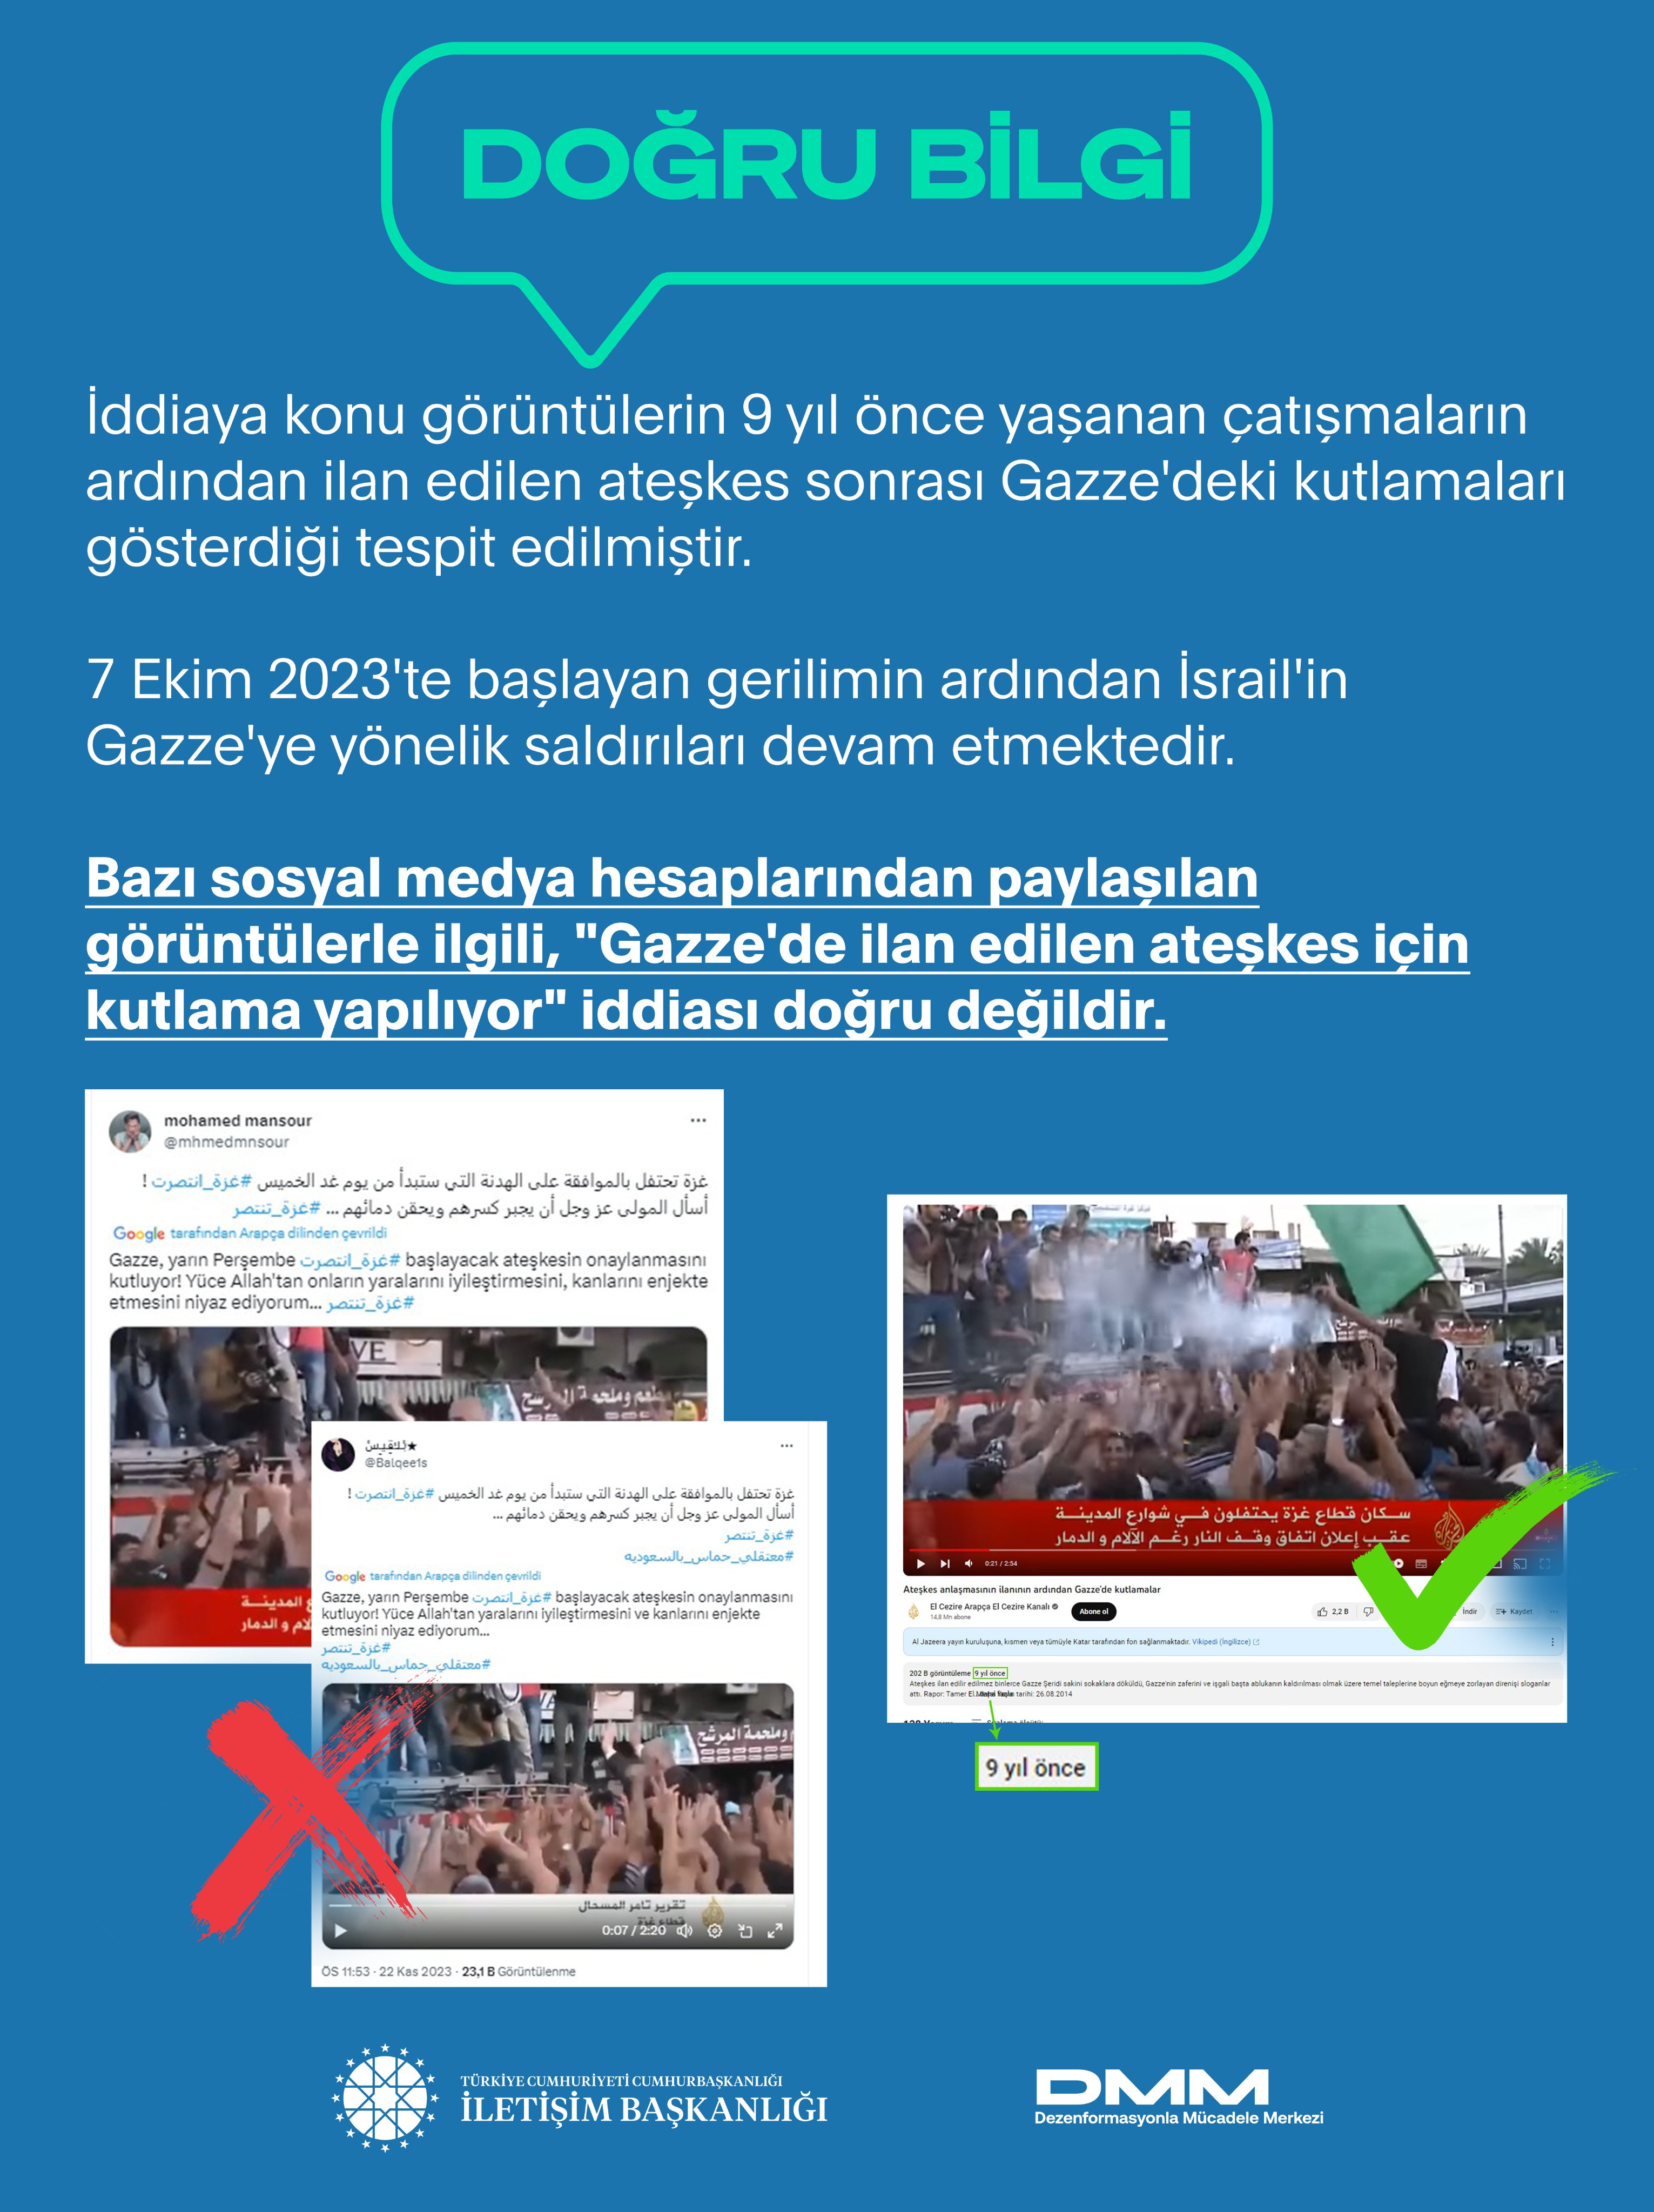 DOĞRU BİLGİ
İddiaya konu görüntülerin 9 yıl önce yaşanan çatışmaların
ardından ilan edilen ateşkes sonrası Gazze'deki kutlamaları
gösterdiği tespit edilmiştir.
7 Ekim 2023'te başlayan gerilimin ardından İsrail'in
Gazze'ye yönelik saldırıları devam etmektedir.
Bazı sosyal medya hesaplarından paylaşılan
görüntülerle ilgili, "Gazze'de ilan edilen ateşkes için
kutlama yapılıyor" iddiası doğru değildir.
mohamed mansour
@mhmedmnsour
غزة تحتفل بالموافقة على الهدنة التي ستبدأ من يوم غد الخميس #غزة_انتصرت !
أسأل المولى عز وجل أن يجبر كسرهم ويحقن دمائهم ... #غزة_تنتصر
Google tarafından Arapça dilinden çevrildi
Gazze, yarın Perşembe #غزة_انتصرت başlayacak ateşkesin onaylanmasını
kutluyor! Yüce Allah'tan onların yaralarını iyileştirmesini, kanlarını enjekte
etmesini niyaz ediyorum... #غزة_تنتصر
VE
مطعم وملحمة المرشح
المدينة
لام و الدمار
★بلقيس
@Balqee1s
غزة تحتفل بالموافقة على الهدنة التي ستبدأ من يوم غد الخميس #غزة_انتصرت !
أسأل المولى عز وجل أن يجبر كسرهم ويحقن دمائهم ...
#غزة_تنتصر
#معتقلي_حماس_بالسعوديه
Google tarafından Arapça dilinden çevrildi
Gazze, yarın Perşembe #غزة_انتصرت başlayacak ateşkesin onaylanmasını
kutluyor! Yüce Allah'tan yaralarını iyileştirmesini ve kanlarını enjekte
etmesini niyaz ediyorum...
#غزة_تنتصر
#معتقلي_حماس_بالسعوديه
وملحمة المرشح
تقرير تامر المسحال
قطاع غزة
0:07 / 2:20
ÖS 11:53 · 22 Kas 2023 · 23,1 B Görüntülenme
سكان قطاع غزة يحتفلون في شوارع المدينة
عقب إعلان اتفاق وقف النار رغم الآلام و الدمار
0:21 / 2:54
Ateşkes anlaşmasının ilanının ardından Gazze'de kutlamalar
El Cezire Arapça El Cezire Kanalı
14,8 Mn abone
Abone ol
2,2 B
İndir
Kaydet
Al Jazeera yayın kuruluşuna, kısmen veya tümüyle Katar tarafından fon sağlanmaktadır. Vikipedi (İngilizce)
202 B görüntüleme 9 yıl önce
Ateşkes ilan edilir edilmez binlerce Gazze Şeridi sakini sokaklara döküldü, Gazze'nin zaferini ve işgali başta ablukanın kaldırılması olmak üzere temel taleplerine boyun eğmeye zorlayan direnişi sloganlar
attı. Rapor: Tamer El tarihi: 26.08.2014
9 yıl önce
TÜRKİYE CUMHURİYETİ CUMHURBAŞKANLIĞI
İLETİŞİM BAŞKANLIĞI
DMM
Dezenformasyonla Mücadele Merkezi